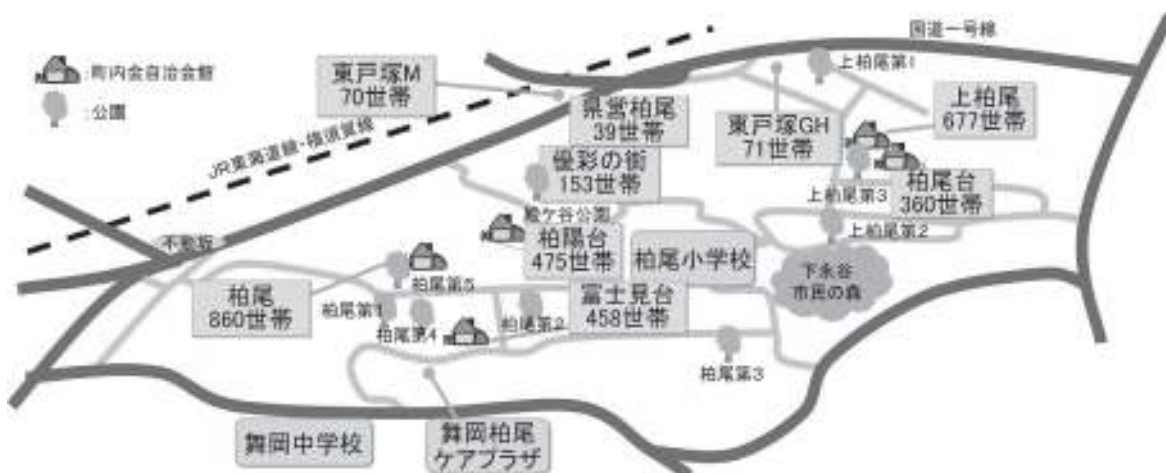 :町内会自治会館
:公園
国道一号線
JR東海道線・横須賀線
東戸塚M
70世帯
県営柏尾
39世帯
東戸塚GH
71世帯
上柏尾第1
上柏尾
677世帯
優彩の街
153世帯
殿ケ谷公園
上柏尾第3
柏尾台
360世帯
上柏尾第2
不動坂
柏陽台
475世帯
柏尾小学校
下永谷
市民の森
柏尾
860世帯
柏尾第5
柏尾第1
柏尾第4
柏尾第2
富士見台
458世帯
柏尾第3
舞岡中学校
舞岡柏尾
ケアプラザ